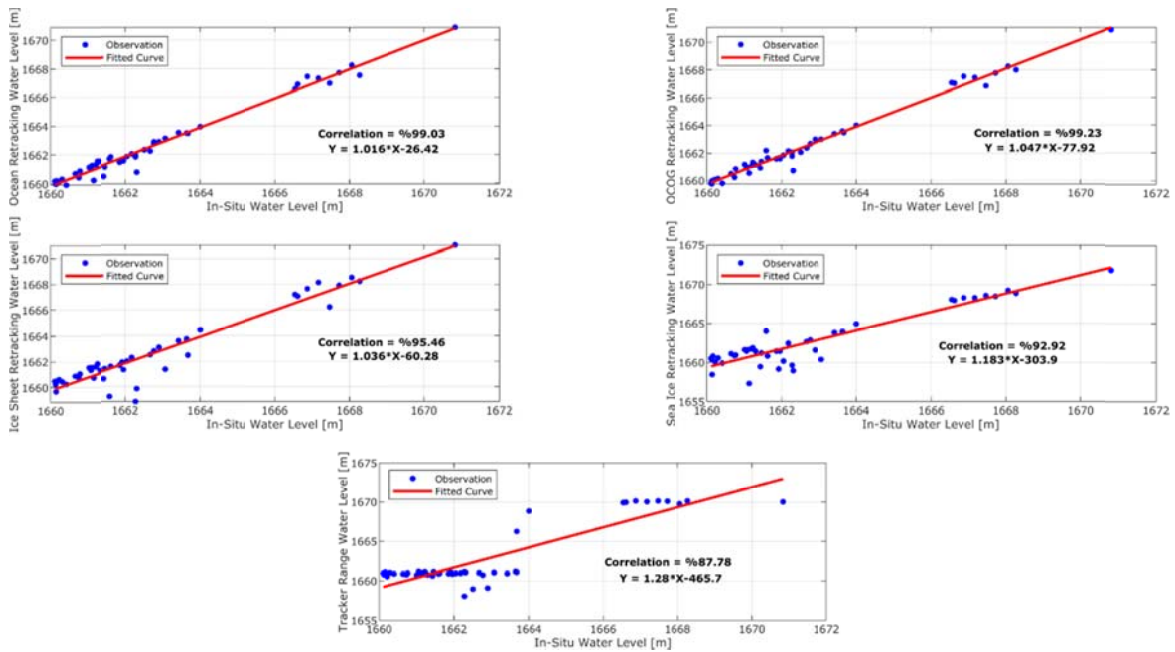 Ocean Retracking Water Level [m]
1670
1668
1666
1664
1662
1660
Observation
Fitted Curve
Correlation = %99.03
Y = 1.016*X-26.42
1660 1662 1664 1666 1668 1670 1672
In-Situ Water Level [m]
OCOG Retracking Water Level [m]
1670
1668
1666
1664
1662
1660
Observation
Fitted Curve
Correlation = %99.23
Y = 1.047*X-77.92
1660 1662 1664 1666 1668 1670 1672
In-Situ Water Level [m]
Ice Sheet Retracking Water Level [m]
1670
1668
1666
1664
1662
1660
Observation
Fitted Curve
Correlation = %95.46
Y = 1.036*X-60.28
1660 1662 1664 1666 1668 1670 1672
In-Situ Water Level [m]
Sea Ice Retracking Water Level [m]
1675
1670
1665
1660
1655
Observation
Fitted Curve
Correlation = %92.92
Y = 1.183*X-303.9
1660 1662 1664 1666 1668 1670 1672
In-Situ Water Level [m]
Tracker Range Water Level [m]
1675
1670
1665
1660
1655
Observation
Fitted Curve
Correlation = %87.78
Y = 1.28*X-465.7
1660 1662 1664 1666 1668 1670 1672
In-Situ Water Level [m]